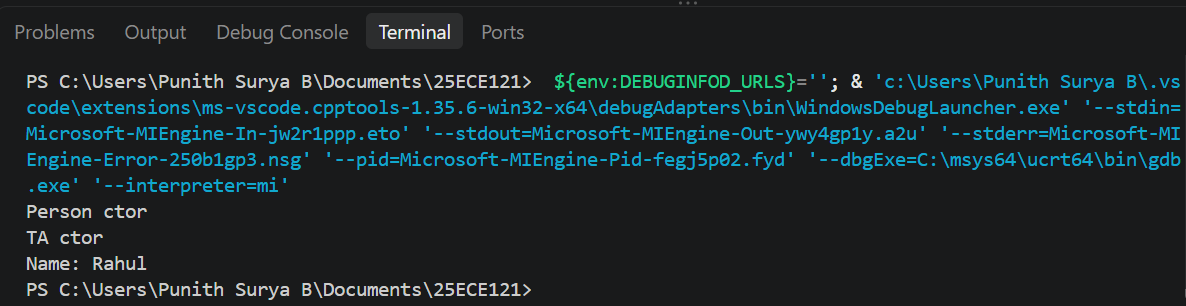 Problems Output Debug Console Terminal Ports
PS C:\Users\Punith Surya B\Documents\25ECE121>  ${env:DEBUGINFOD_URLS}=''; & 'c:\Users\Punith Surya B\.vs
code\extensions\ms-vscode.cpptools-1.35.6-win32-x64\debugAdapters\bin\WindowsDebugLauncher.exe' '--stdin=
Microsoft-MIEngine-In-jw2r1ppp.eto' '--stdout=Microsoft-MIEngine-Out-ywy4gp1y.a2u' '--stderr=Microsoft-MI
Engine-Error-250b1gp3.nsg' '--pid=Microsoft-MIEngine-Pid-fegj5p02.fyd' '--dbgExe=C:\msys64\ucrt64\bin\gdb
.exe' '--interpreter=mi'
Person ctor
TA ctor
Name: Rahul
PS C:\Users\Punith Surya B\Documents\25ECE121>